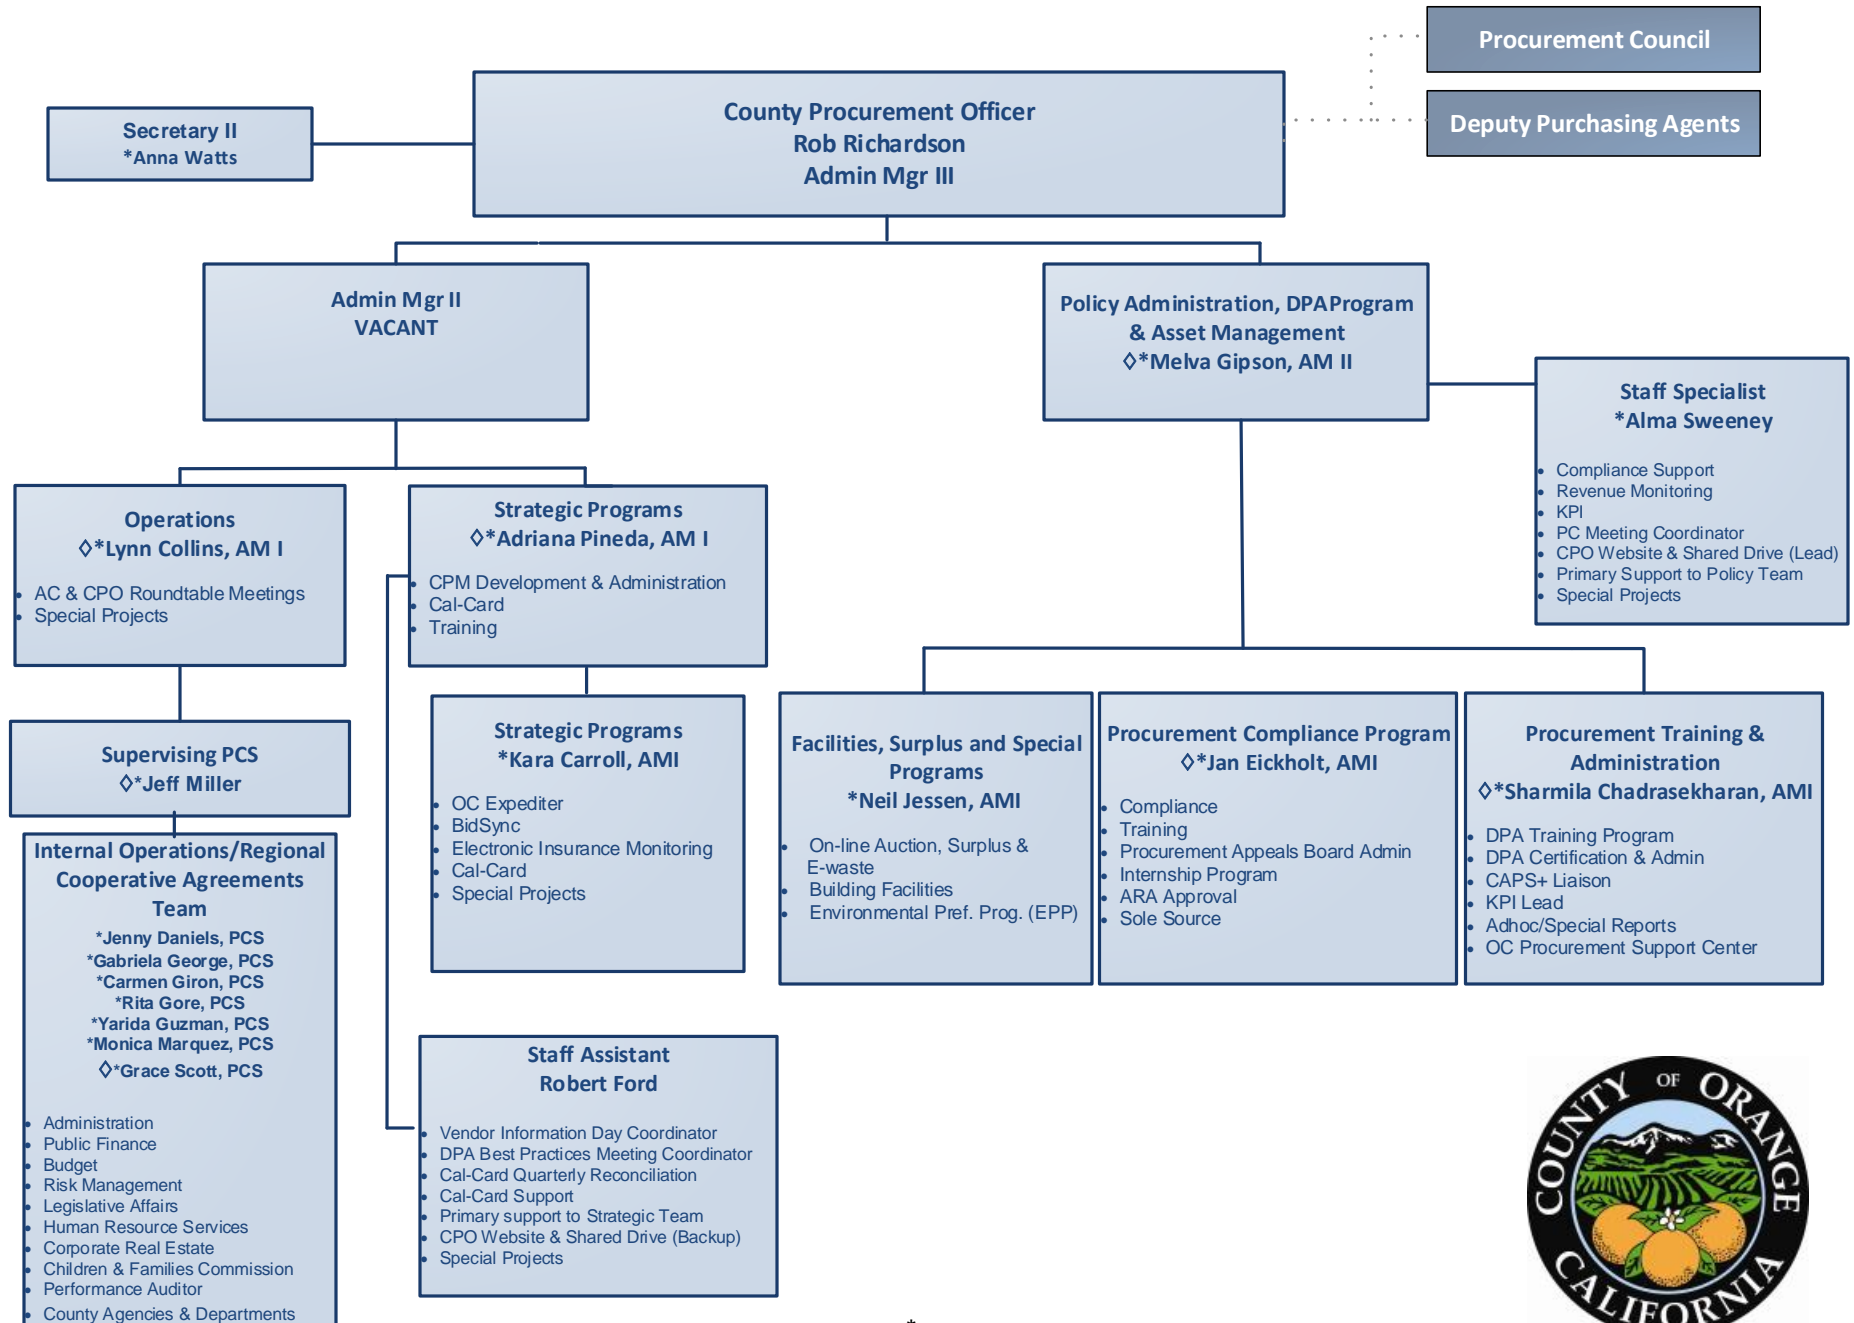 Procurement Council
Deputy Purchasing Agents
County Procurement Officer
Rob Richardson
Admin Mgr III
Secretary II
*Anna Watts
Admin Mgr II
VACANT
Policy Administration, DPAProgram
& Asset Management
◊*Melva Gipson, AM II
Staff Specialist
*Alma Sweeney
• Compliance Support
• Revenue Monitoring
• KPI
• PC Meeting Coordinator
• CPO Website & Shared Drive (Lead)
• Primary Support to Policy Team
• Special Projects
Operations
◊*Lynn Collins, AM I
• AC & CPO Roundtable Meetings
• Special Projects
Strategic Programs
◊*Adriana Pineda, AM I
• CPM Development & Administration
• Cal-Card
• Training
Supervising PCS
◊*Jeff Miller
Strategic Programs
*Kara Carroll, AMI
• OC Expediter
• BidSync
• Electronic Insurance Monitoring
• Cal-Card
• Special Projects
Facilities, Surplus and Special
Programs
*Neil Jessen, AMI
• On-line Auction, Surplus &
E-waste
• Building Facilities
• Environmental Pref. Prog. (EPP)
Procurement Compliance Program
◊*Jan Eickholt, AMI
• Compliance
• Training
• Procurement Appeals Board Admin
• Internship Program
• ARA Approval
• Sole Source
Procurement Training &
Administration
◊*Sharmila Chadrasekharan, AMI
• DPA Training Program
• DPA Certification & Admin
• CAPS+ Liaison
• KPI Lead
• Adhoc/Special Reports
• OC Procurement Support Center
Internal Operations/Regional
Cooperative Agreements
Team
*Jenny Daniels, PCS
*Gabriela George, PCS
*Carmen Giron, PCS
*Rita Gore, PCS
*Yarida Guzman, PCS
*Monica Marquez, PCS
◊*Grace Scott, PCS
• Administration
• Public Finance
• Budget
• Risk Management
• Legislative Affairs
• Human Resource Services
• Corporate Real Estate
• Children & Families Commission
• Performance Auditor
• County Agencies & Departments
Staff Assistant
Robert Ford
• Vendor Information Day Coordinator
• DPA Best Practices Meeting Coordinator
• Cal-Card Quarterly Reconciliation
• Cal-Card Support
• Primary support to Strategic Team
• CPO Website & Shared Drive (Backup)
• Special Projects
*
COUNTY OF ORANGE
CALIFORNIA